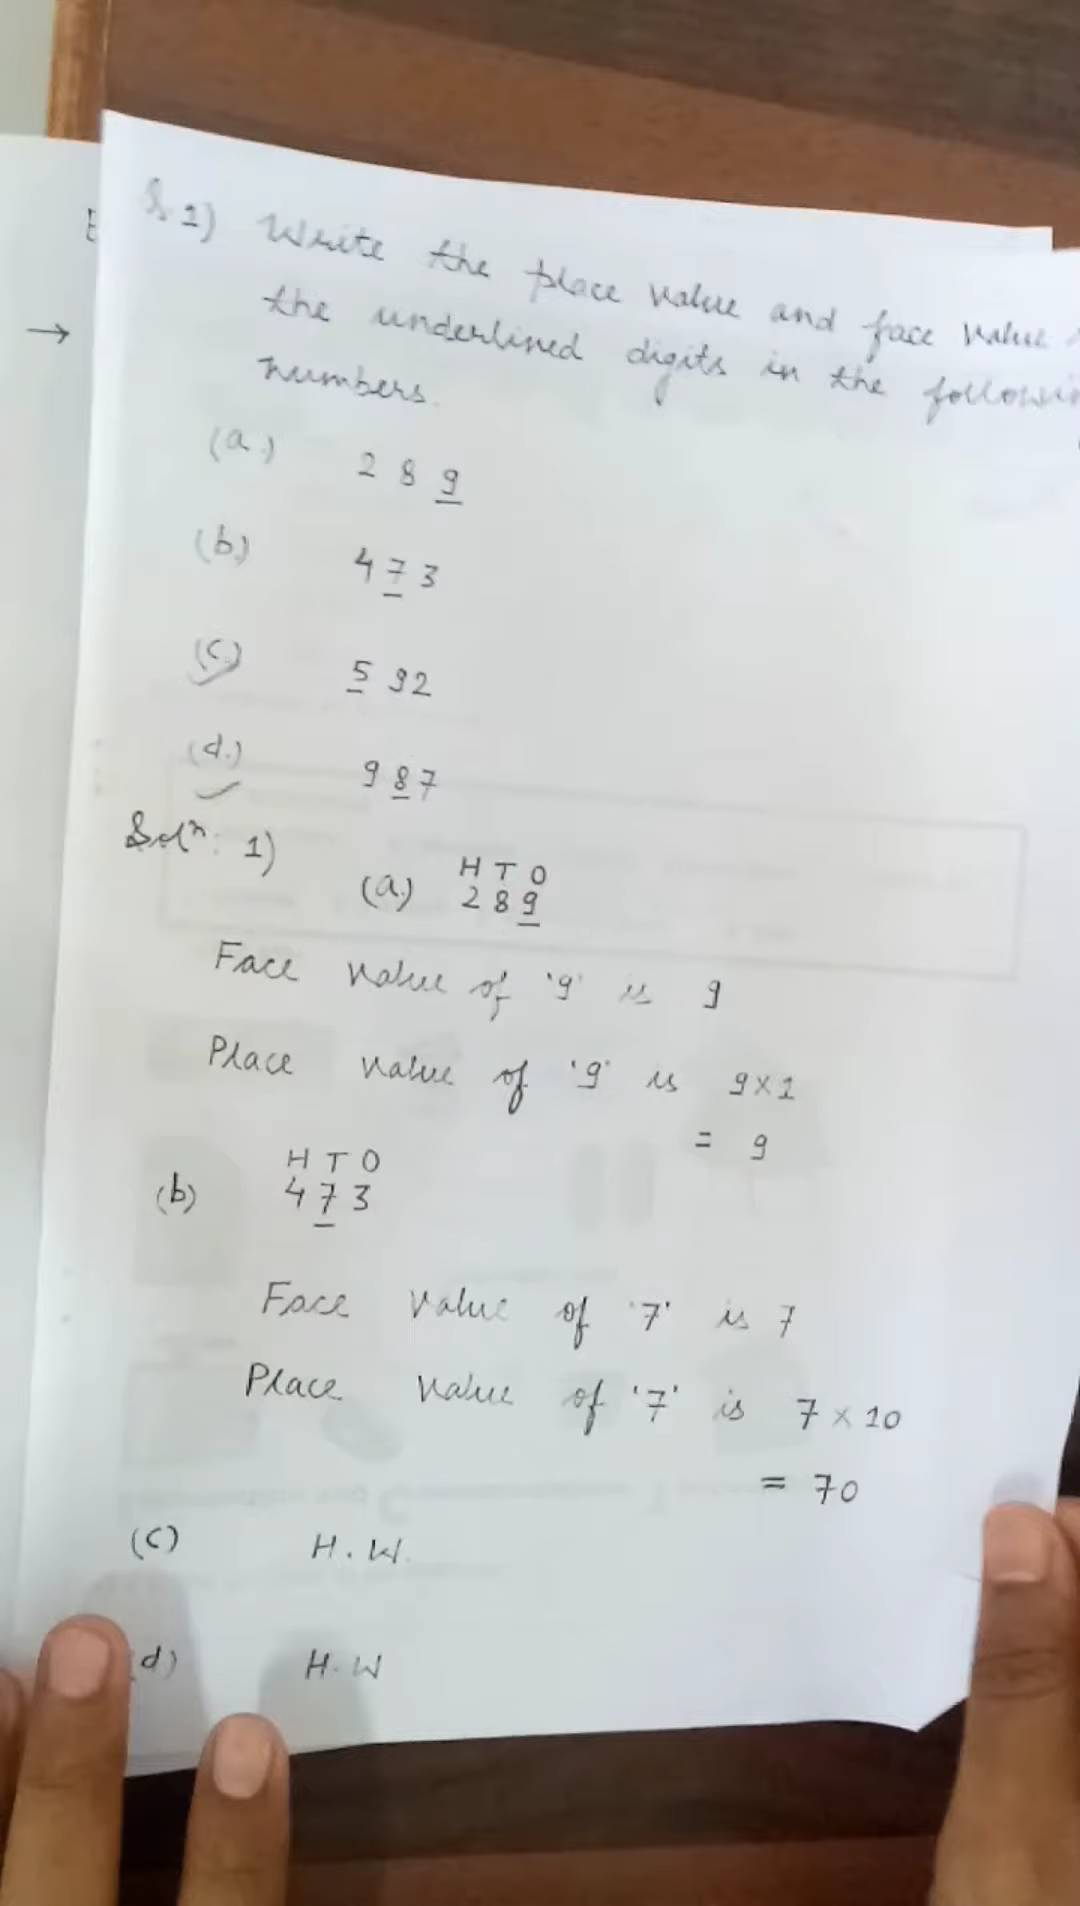 Q.1) Write the place value and face value
the underlined digits in the
numbers.
(a.) 2 8 9
(b.) 4 7 3
(c.) 5 92
(d.) 9 8 7
Solⁿ: 1)
H T O
(a.) 2 8 9
Face value of '9' is 9
Place value of '9' is 9 × 1
= 9
H T O
(b) 4 7 3
Face value of '7' is 7
Place value of '7' is 7 × 10
= 70
(c) H. W.
(d) H. W